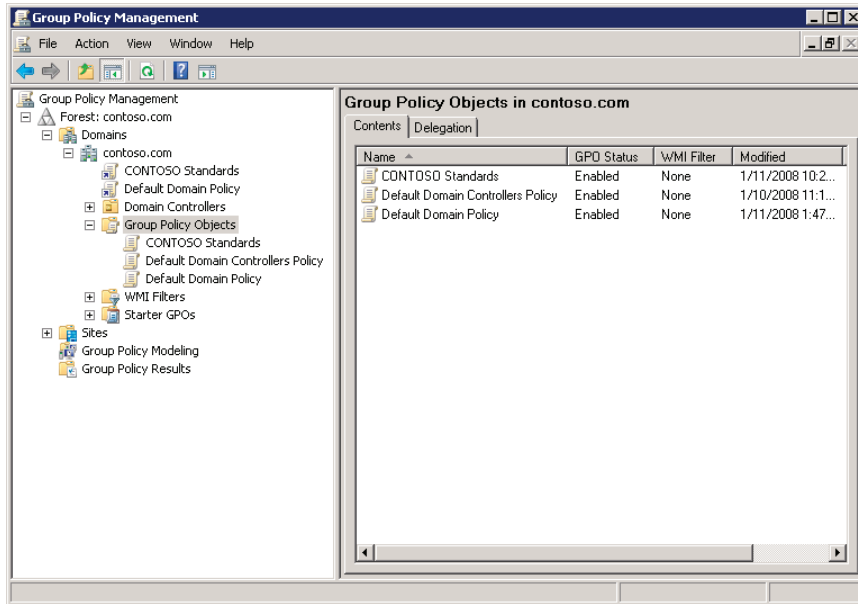 Group Policy Management
File Action View Window Help
Group Policy Management
Forest: contoso.com
Domains
contoso.com
CONTOSO Standards
Default Domain Policy
Domain Controllers
Group Policy Objects
CONTOSO Standards
Default Domain Controllers Policy
Default Domain Policy
WMI Filters
Starter GPOs
Sites
Group Policy Modeling
Group Policy Results
Group Policy Objects in contoso.com
Contents Delegation
Name GPO Status WMI Filter Modified
CONTOSO Standards Enabled None 1/11/2008 10:2...
Default Domain Controllers Policy Enabled None 1/10/2008 11:1...
Default Domain Policy Enabled None 1/11/2008 1:47...